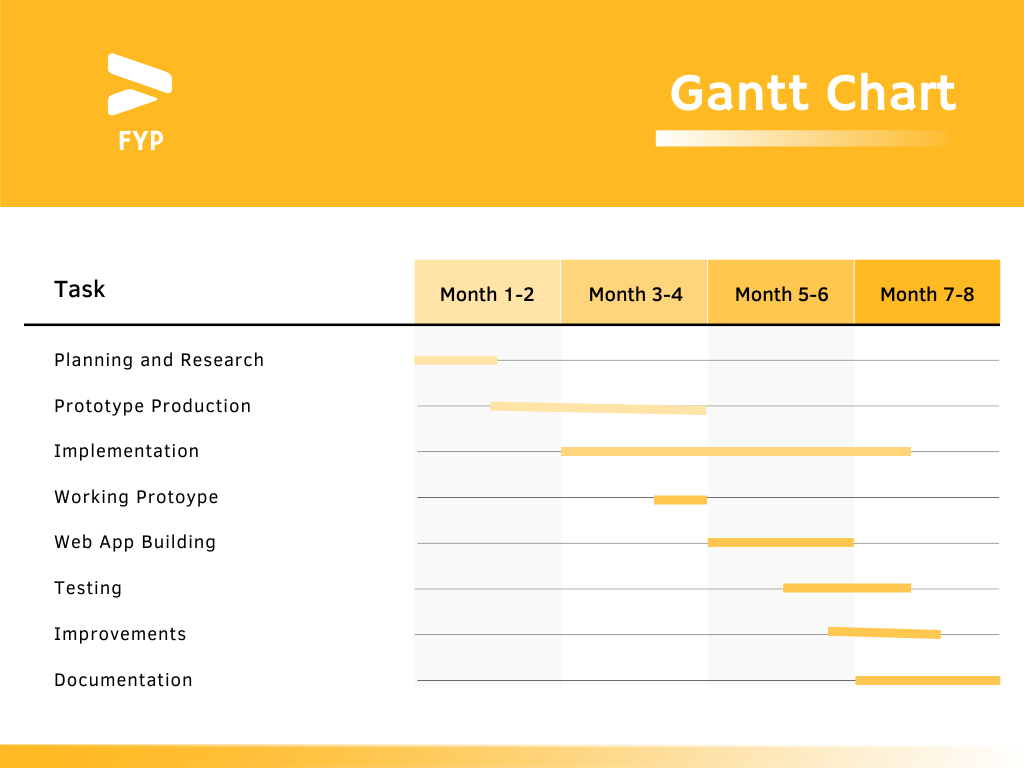 FYP
Gantt Chart
Task
Month 1-2
Month 3-4
Month 5-6
Month 7-8
Planning and Research
Prototype Production
Implementation
Working Protoype
Web App Building
Testing
Improvements
Documentation